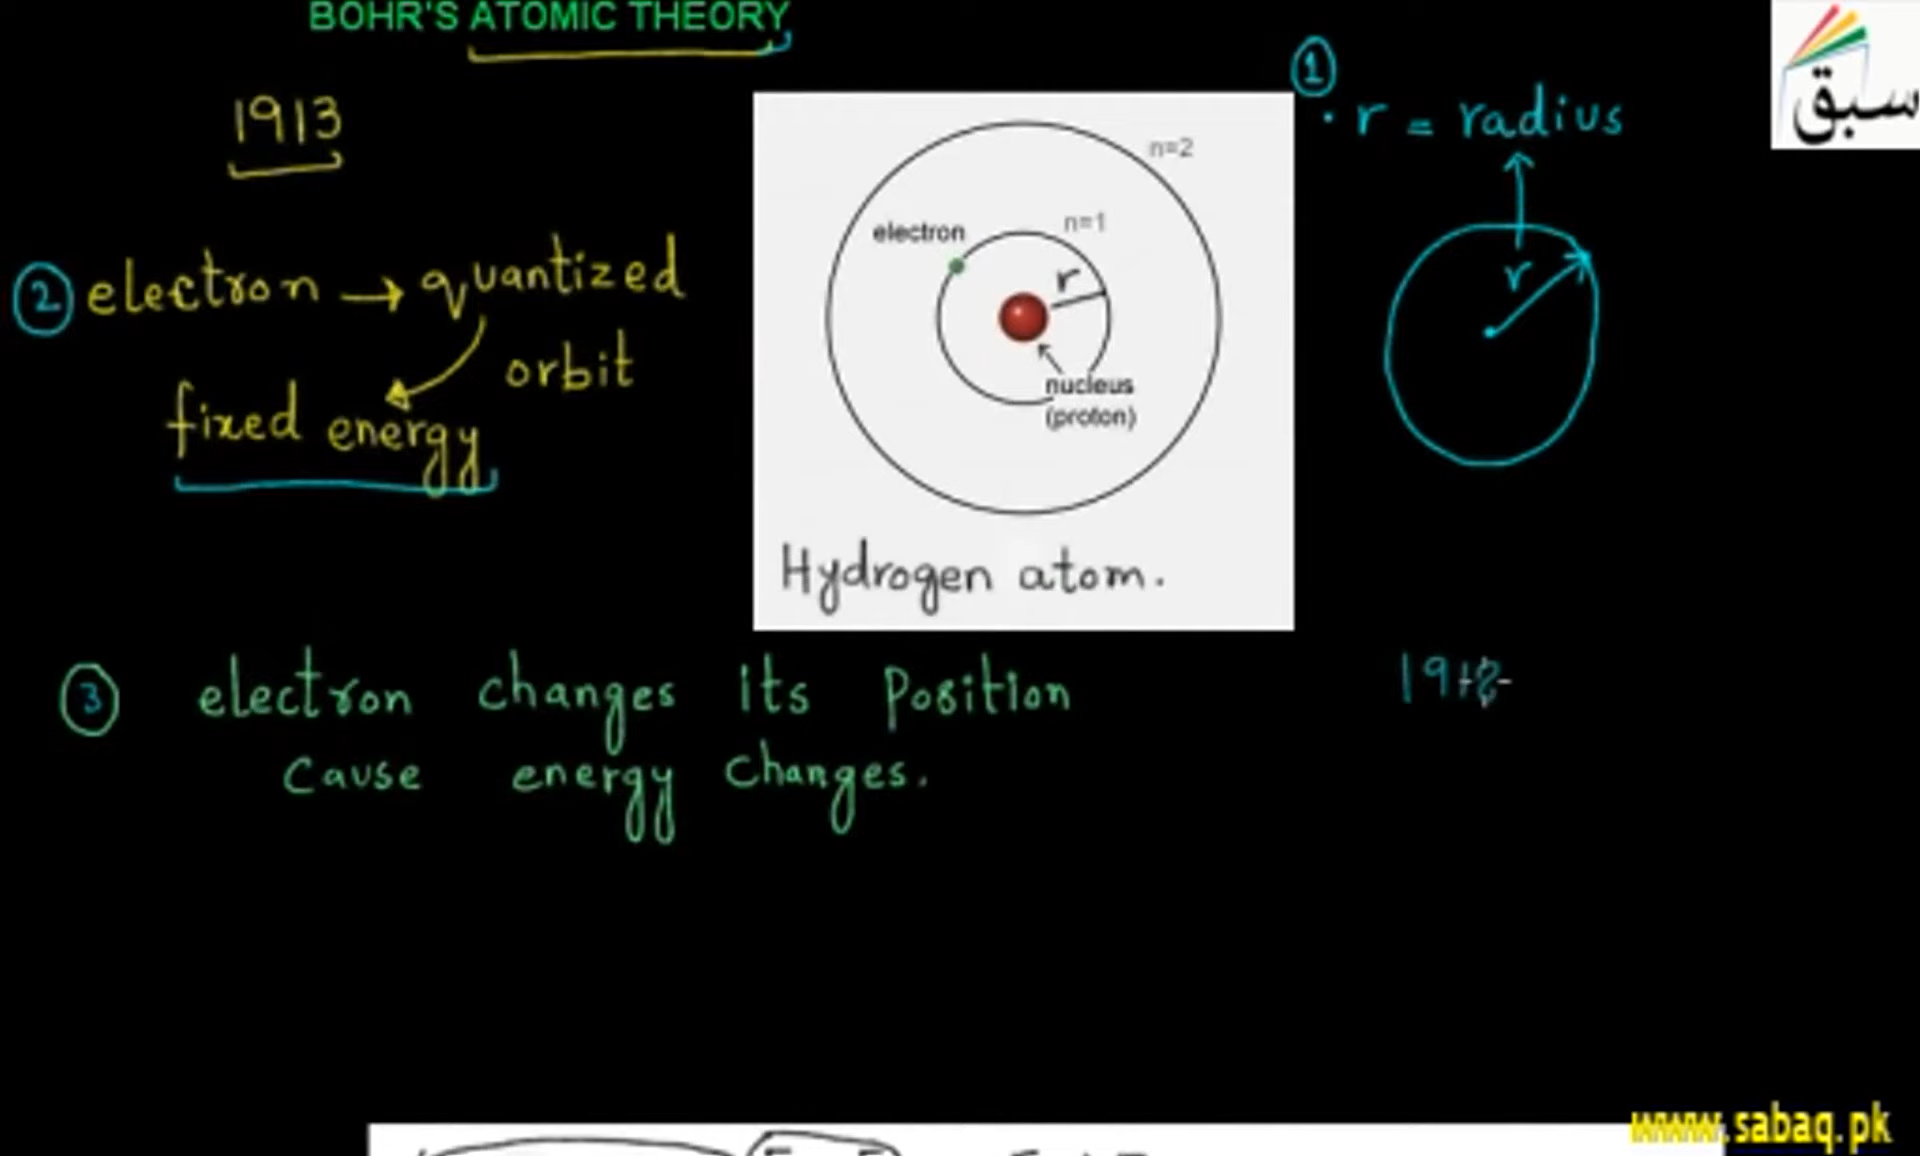 BOHR'S ATOMIC THEORY
1913
① 
· r = radius
r
سبق
② electron → quantized
orbit
fixed energy
n=2
n=1
electron
r
nucleus
(proton)
Hydrogen atom.
③ electron changes its position
cause energy changes.
www.sabaq.pk